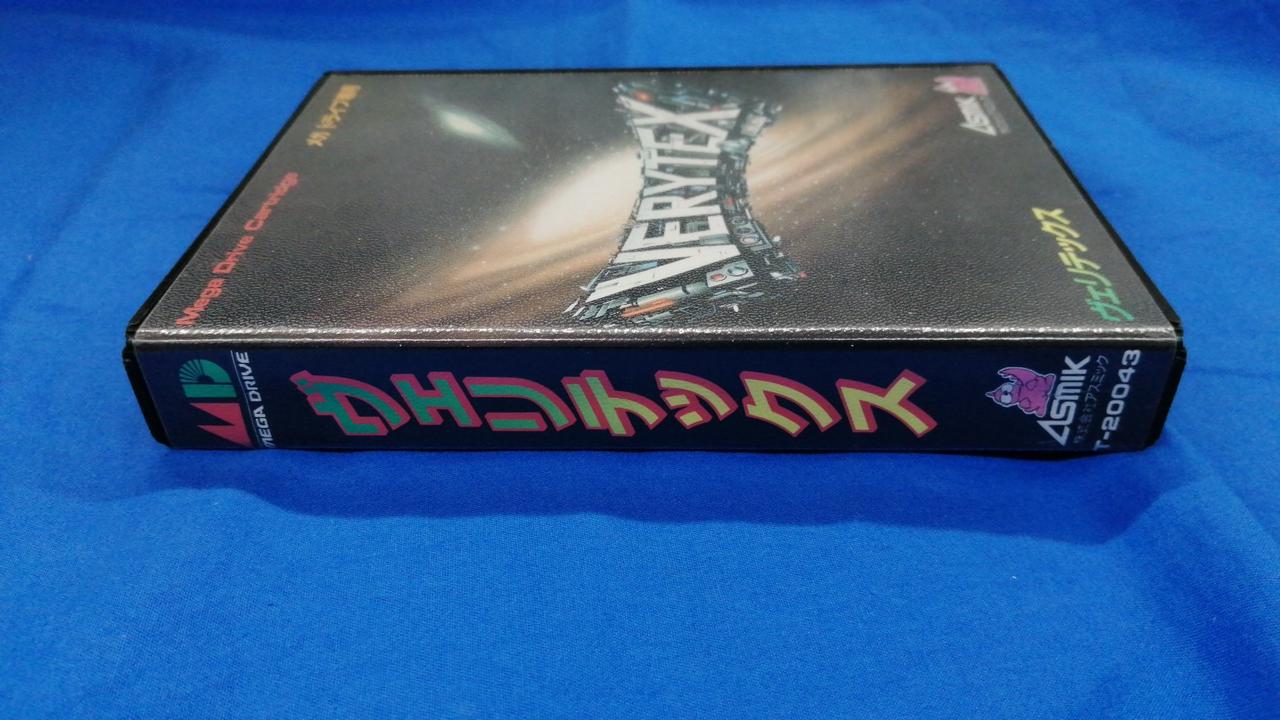 メガドライブ専用
Mega Drive Cartridge
VERYTEX
ASMIK
ヴェリテックス
MEGA DRIVE
ヴェリテックス
ASMIK
株式会社アスミック
T-20043